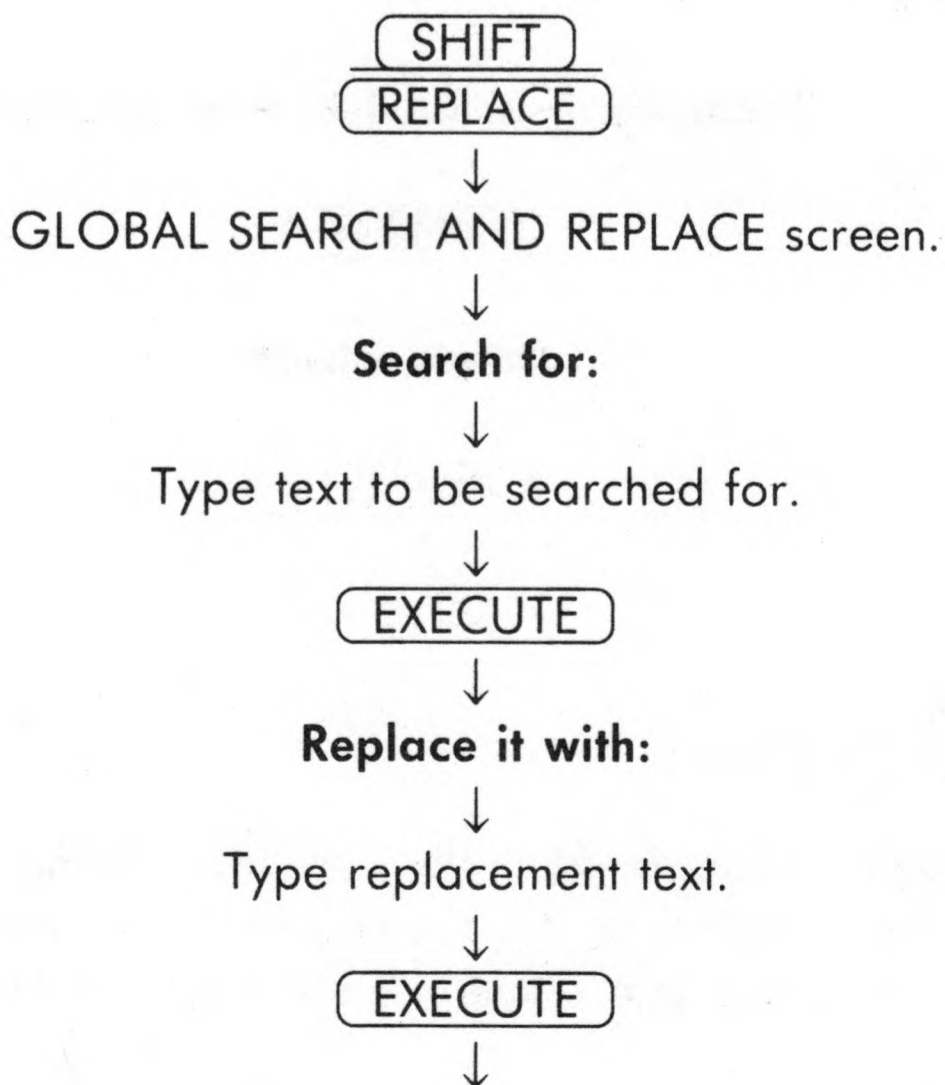 SHIFT
REPLACE
GLOBAL SEARCH AND REPLACE screen.
Search for:
Type text to be searched for.
EXECUTE
Replace it with:
Type replacement text.
EXECUTE